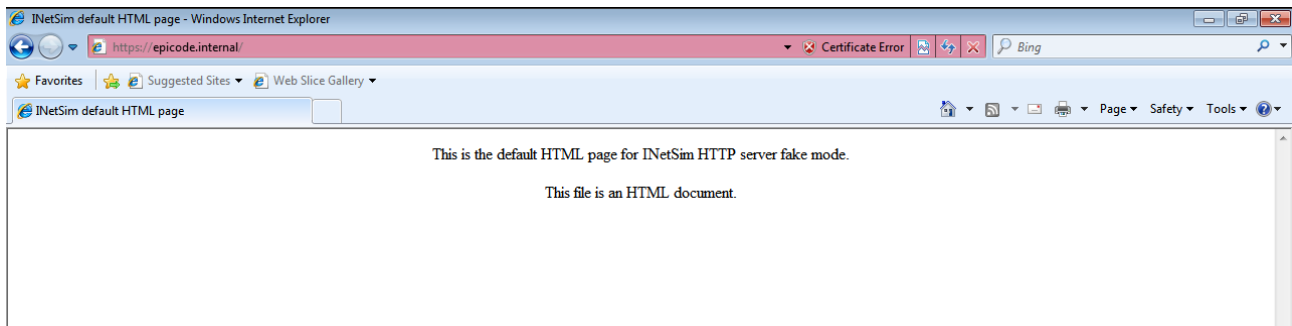 INetSim default HTML page - Windows Internet Explorer
https://epicode.internal/ Certificate Error Bing
Favorites Suggested Sites Web Slice Gallery
INetSim default HTML page Page Safety Tools
This is the default HTML page for INetSim HTTP server fake mode.
This file is an HTML document.